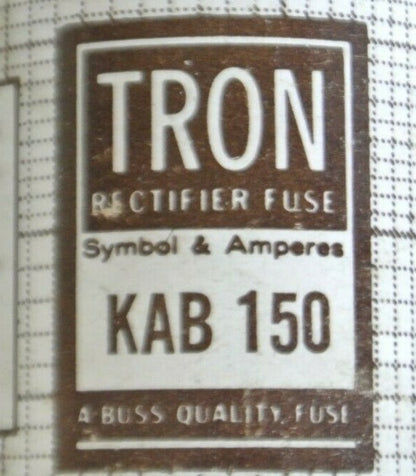 TRON
RECTIFIER FUSE
Symbol & Amperes
KAB 150
A BUSS QUALITY FUSE